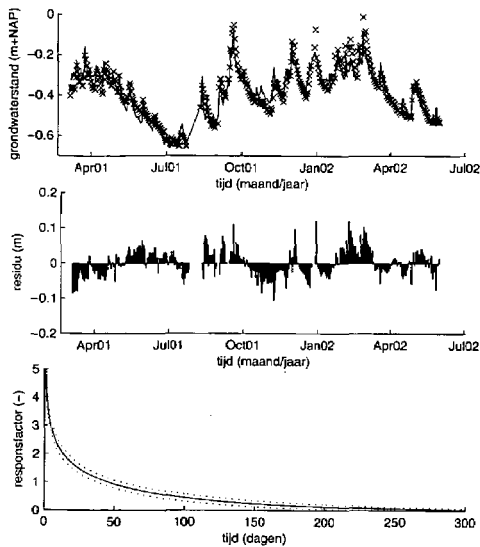 grondwaterstand (m+NAP)
0
−0.2
−0.4
−0.6
Apr01 Jul01 Oct01 Jan02 Apr02 Jul02
tijd (maand/jaar)
residu (m)
0.2
0.1
0
−0.1
−0.2
Apr01 Jul01 Oct01 Jan02 Apr02 Jul02
tijd (maand/jaar)
responsfactor (−)
5
4
3
2
1
0
0 50 100 150 200 250 300
tijd (dagen)